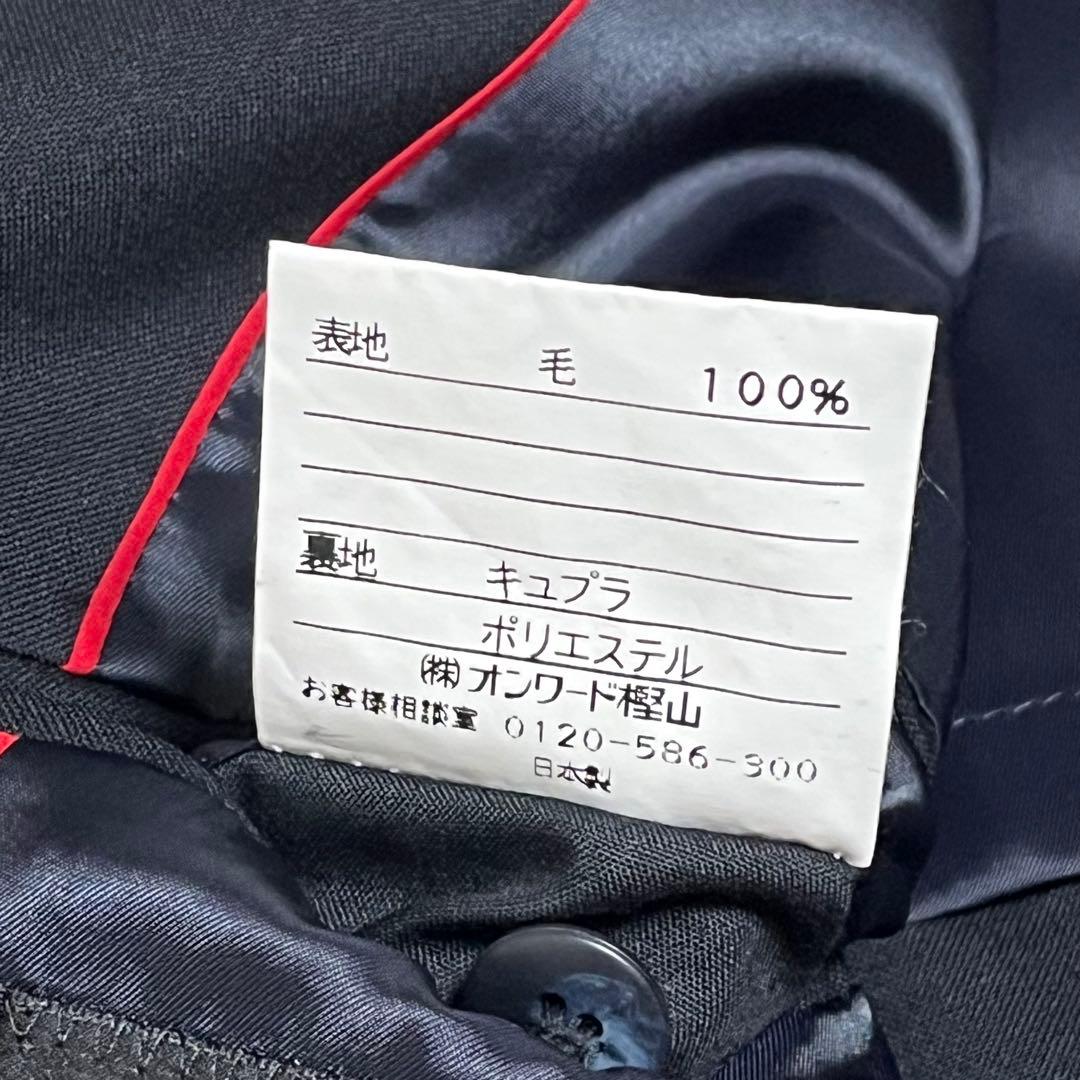 表地 毛 100%
裏地 キュプラ
ポリエステル
(株)オンワード樫山
お客様相談室 0120-586-300
日本製